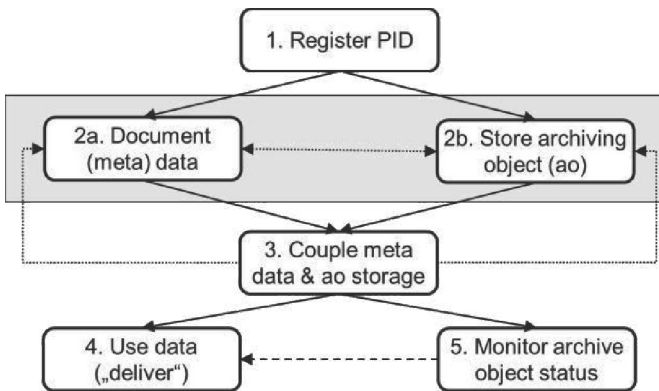 1. Register PID
2a. Document
(meta) data
2b. Store archiving
object (ao)
3. Couple meta
data & ao storage
4. Use data
(„deliver“)
5. Monitor archive
object status